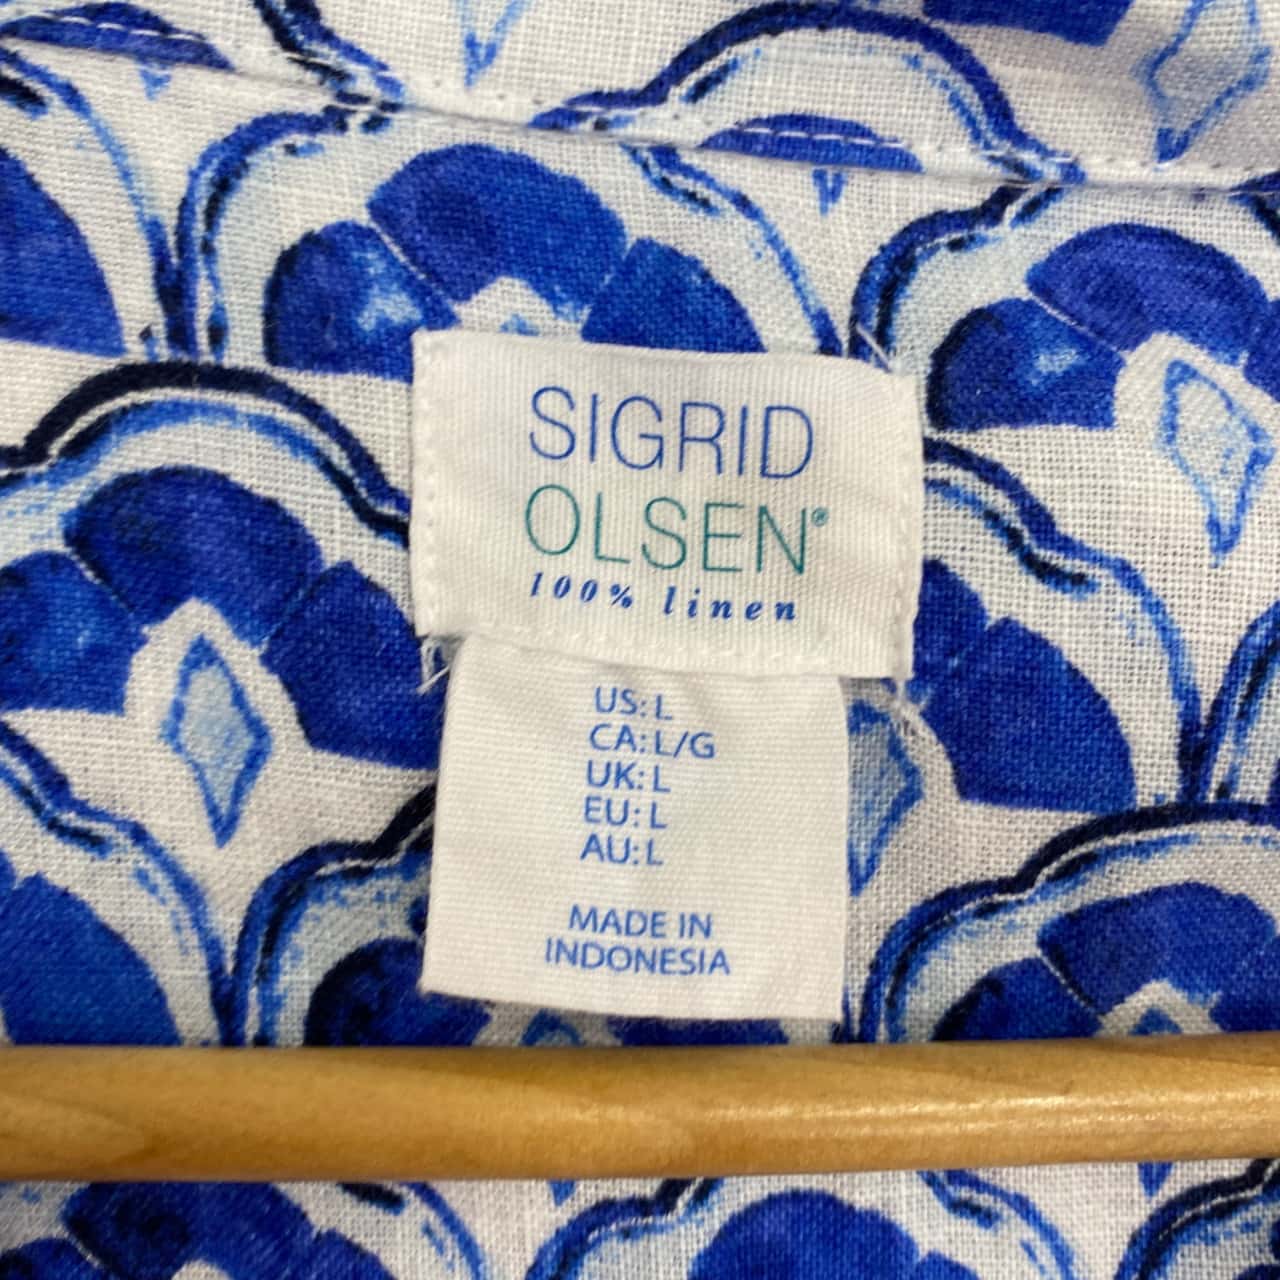 SIGRID
OLSEN®
100% linen
US: L
CA: L/G
UK: L
EU: L
AU: L
MADE IN
INDONESIA